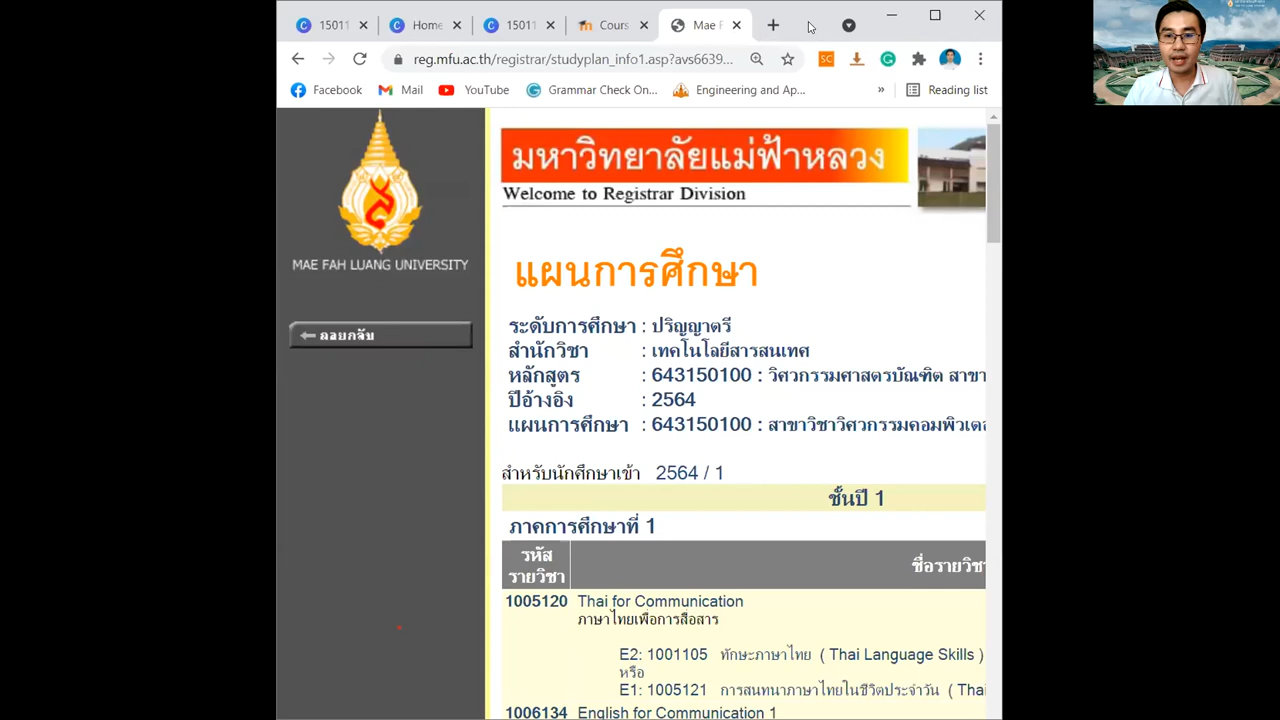 15011
Home
15011
Cours
Mae F
reg.mfu.ac.th/registrar/studyplan_info1.asp?avs6639...
Facebook
Mail
YouTube
Grammar Check On...
Engineering and Ap...
»
Reading list
มหาวิทยาลัยแม่ฟ้าหลวง
Welcome to Registrar Division
MAE FAH LUANG UNIVERSITY
ถอยกลับ
แผนการศึกษา
ระดับการศึกษา : ปริญญาตรี
สำนักวิชา : เทคโนโลยีสารสนเทศ
หลักสูตร : 643150100 : วิศวกรรมศาสตรบัณฑิต สาขา
ปีอ้างอิง : 2564
แผนการศึกษา : 643150100 : สาขาวิชาวิศวกรรมคอมพิวเตอ
สำหรับนักศึกษาเข้า 2564 / 1
ชั้นปี 1
ภาคการศึกษาที่ 1
รหัส
รายวิชา
ชื่อรายวิชา
1005120 Thai for Communication
ภาษาไทยเพื่อการสื่อสาร
E2: 1001105 ทักษะภาษาไทย ( Thai Language Skills )
หรือ
E1: 1005121 การสนทนาภาษาไทยในชีวิตประจำวัน ( Thai
1006134 English for Communication 1